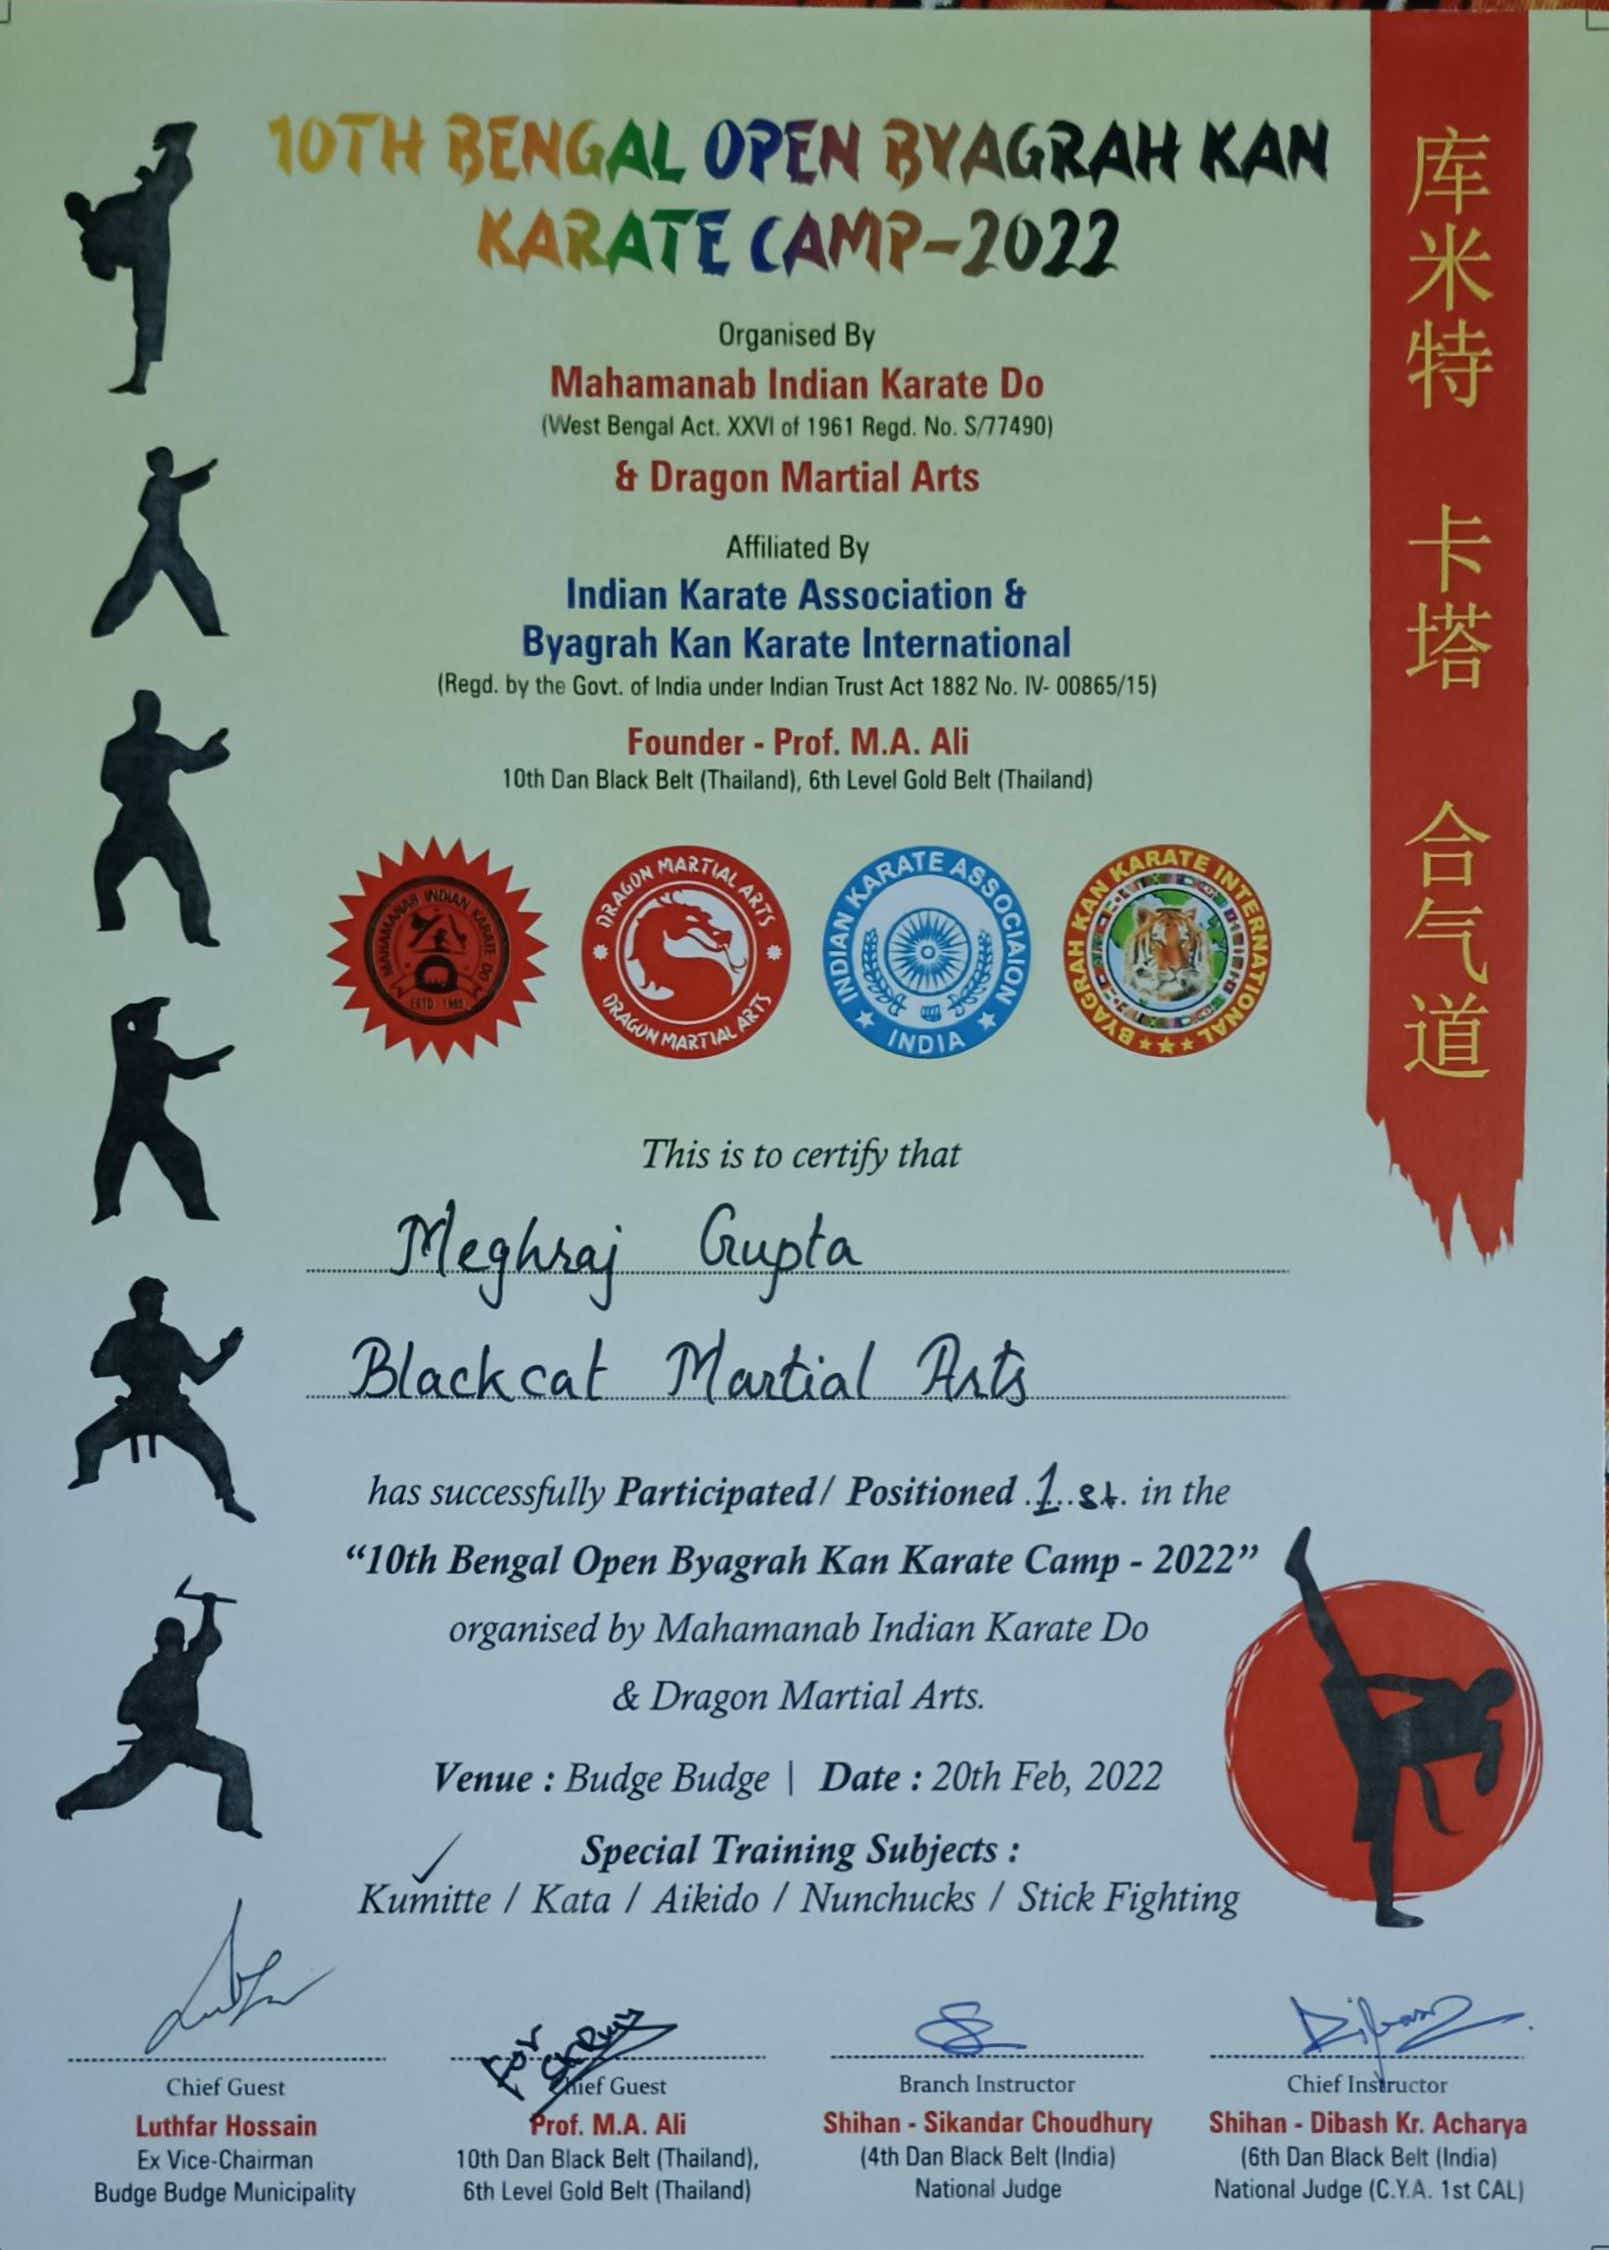 10TH BENGAL OPEN BYAGRAH KAN
KARATE CAMP-2022
Organised By
Mahamanab Indian Karate Do
(West Bengal Act. XXVI of 1961 Regd. No. S/77490)
& Dragon Martial Arts
Affiliated By
Indian Karate Association &
Byagrah Kan Karate International
(Regd. by the Govt. of India under Indian Trust Act 1882 No. IV- 00865/15)
Founder - Prof. M.A. Ali
10th Dan Black Belt (Thailand), 6th Level Gold Belt (Thailand)
库米特 卡塔 合气道
MAHAMANAB INDIAN KARATE DO
DRAGON MARTIAL ARTS
DRAGON MARTIAL ARTS
INDIAN KARATE ASSOCIAION
INDIA
BYAGRAH KAN KARATE INTERNATIONAL
This is to certify that
Meghraj Gupta
Blackcat Martial Arts
has successfully Participated/ Positioned 1st in the
“10th Bengal Open Byagrah Kan Karate Camp - 2022”
organised by Mahamanab Indian Karate Do
& Dragon Martial Arts.
Venue : Budge Budge | Date : 20th Feb, 2022
Special Training Subjects :
Kumitte / Kata / Aikido / Nunchucks / Stick Fighting
For
Chief Guest
Luthfar Hossain
Ex Vice-Chairman
Budge Budge Municipality
Chief Guest
Prof. M.A. Ali
10th Dan Black Belt (Thailand),
6th Level Gold Belt (Thailand)
Branch Instructor
Shihan - Sikandar Choudhury
(4th Dan Black Belt (India)
National Judge
Chief Instructor
Shihan - Dibash Kr. Acharya
(6th Dan Black Belt (India)
National Judge (C.Y.A. 1st CAL)